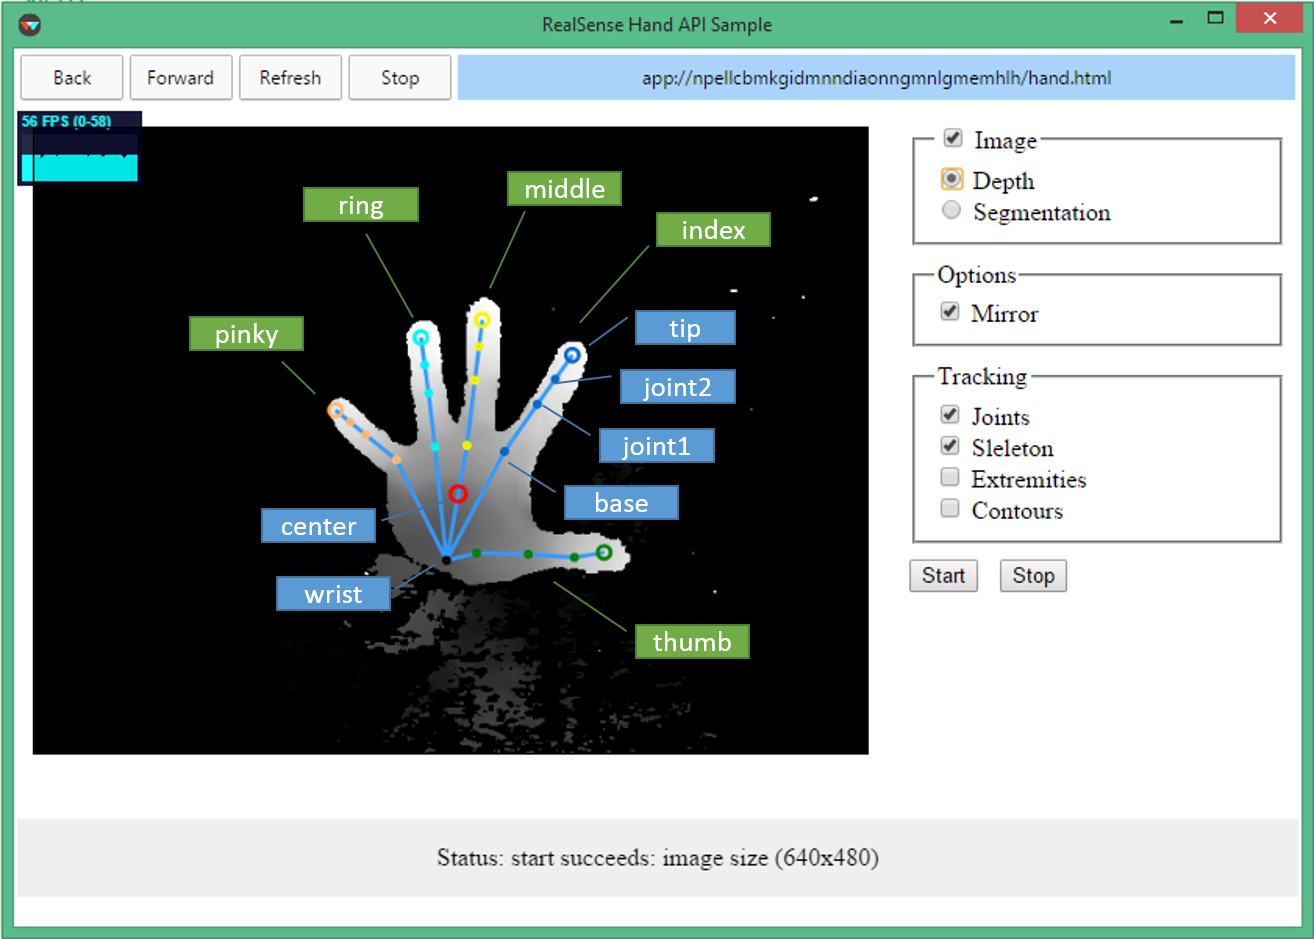 RealSense Hand API Sample
Back Forward Refresh Stop app://npellcbmkgidmnndiaonngmnlgmemhlh/hand.html
56 FPS (0-58)
ring
middle
index
pinky
tip
joint2
joint1
base
center
wrist
thumb
Image
Depth
Segmentation
Options
Mirror
Tracking
Joints
Sleleton
Extremities
Contours
Start Stop
Status: start succeeds: image size (640x480)